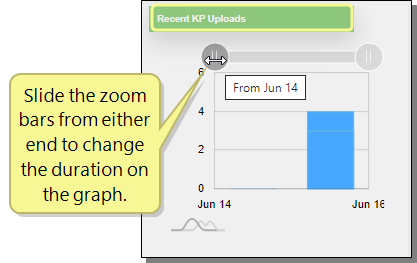 Recent KP Uploads
From Jun 14
Slide the zoom
bars from either
end to change
the duration on
the graph.
6
4
2
0
Jun 14
Jun 16